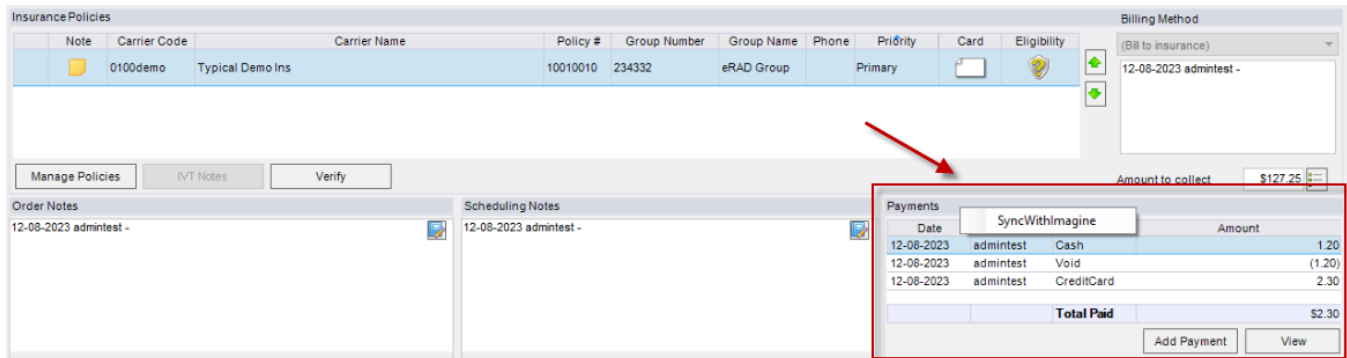 Insurance Policies
Billing Method
Note Carrier Code Carrier Name Policy # Group Number Group Name Phone Priority Card Eligibility
(Bill to insurance)
0100demo Typical Demo Ins 10010010 234332 eRAD Group Primary
12-08-2023 admintest -
Manage Policies IVT Notes Verify
Amount to collect $127.25
Order Notes Scheduling Notes Payments
12-08-2023 admintest - 12-08-2023 admintest -
SyncWithImagine
Date Amount
12-08-2023 admintest Cash 1.20
12-08-2023 admintest Void (1.20)
12-08-2023 admintest CreditCard 2.30
Total Paid $2.30
Add Payment View